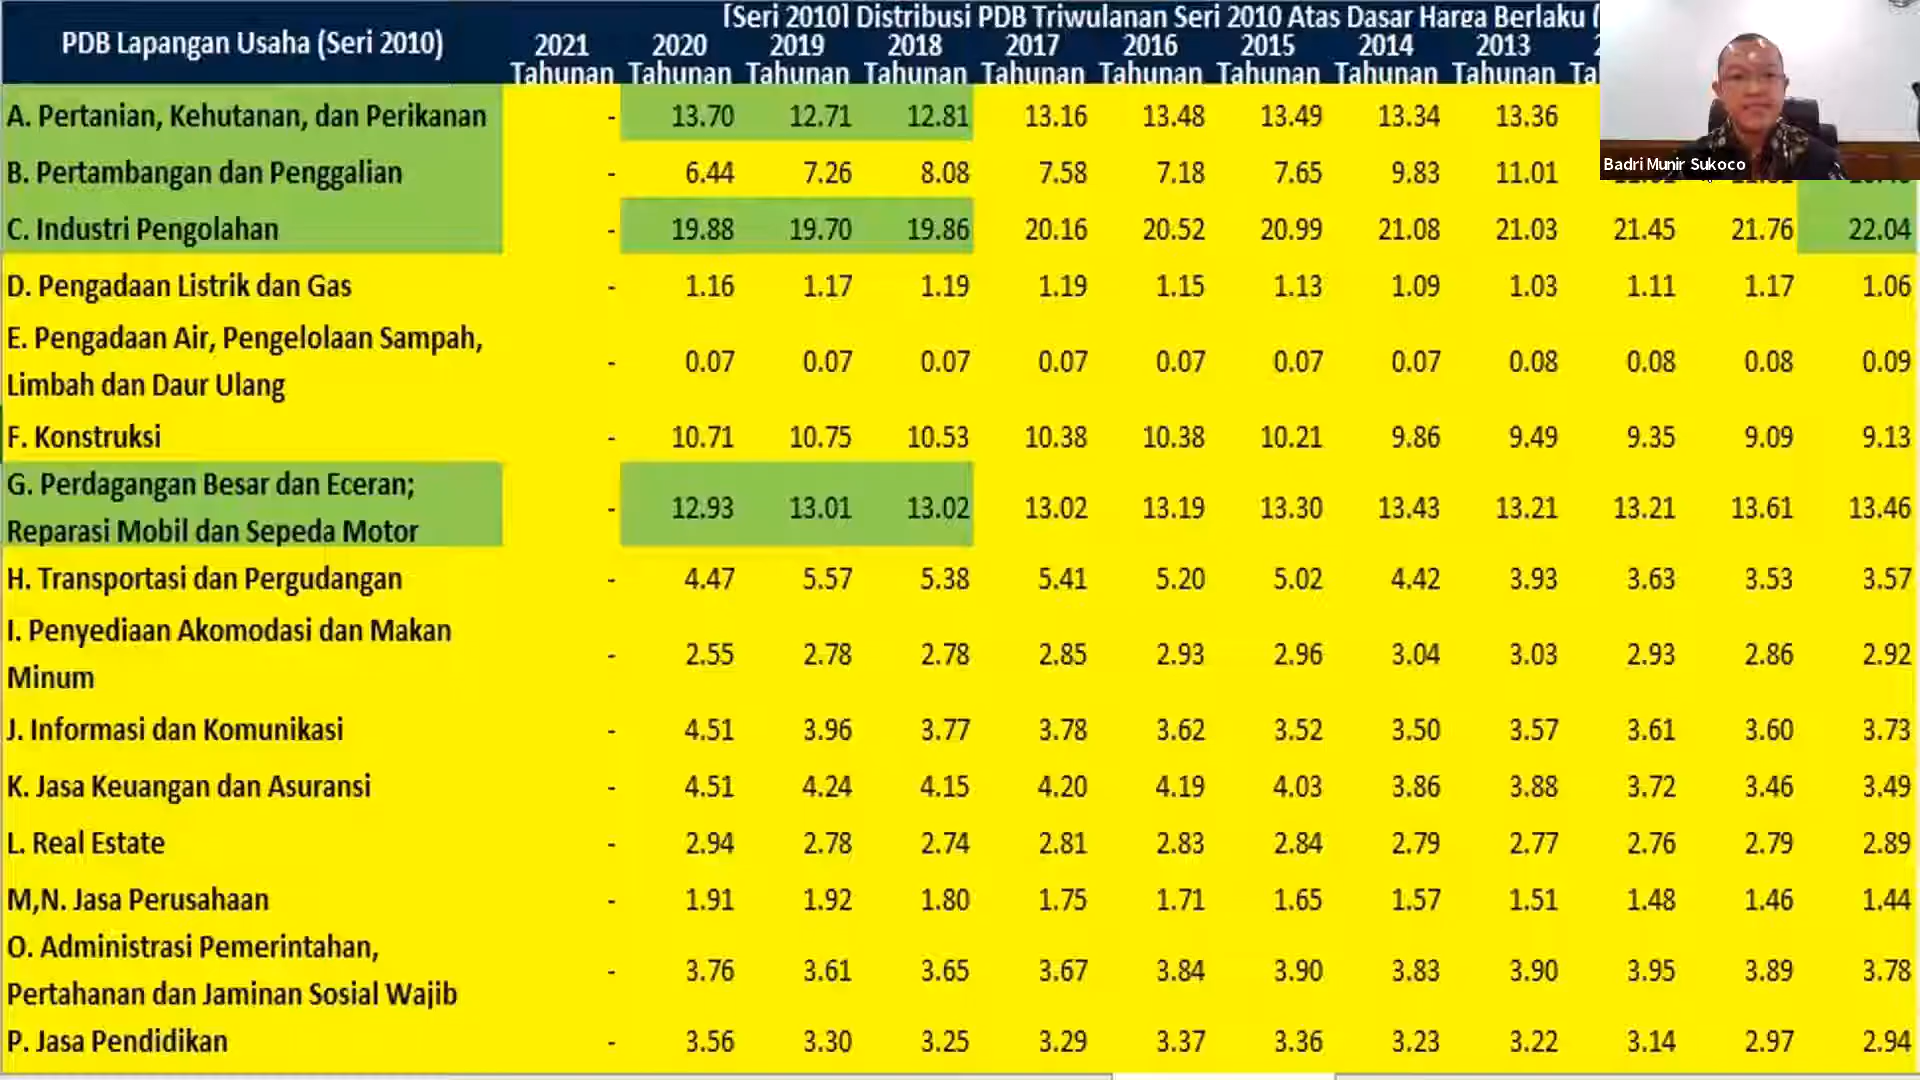 [Seri 2010] Distribusi PDB Triwulanan Seri 2010 Atas Dasar Harga Berlaku (
PDB Lapangan Usaha (Seri 2010) 2021 2020 2019 2018 2017 2016 2015 2014 2013
Tahunan Tahunan Tahunan Tahunan Tahunan Tahunan Tahunan Tahunan Tahunan
Badri Munir Sukoco
A. Pertanian, Kehutanan, dan Perikanan - 13.70 12.71 12.81 13.16 13.48 13.49 13.34 13.36
B. Pertambangan dan Penggalian - 6.44 7.26 8.08 7.58 7.18 7.65 9.83 11.01
C. Industri Pengolahan - 19.88 19.70 19.86 20.16 20.52 20.99 21.08 21.03 21.45 21.76 22.04
D. Pengadaan Listrik dan Gas - 1.16 1.17 1.19 1.19 1.15 1.13 1.09 1.03 1.11 1.17 1.06
E. Pengadaan Air, Pengelolaan Sampah,
Limbah dan Daur Ulang - 0.07 0.07 0.07 0.07 0.07 0.07 0.07 0.08 0.08 0.08 0.09
F. Konstruksi - 10.71 10.75 10.53 10.38 10.38 10.21 9.86 9.49 9.35 9.09 9.13
G. Perdagangan Besar dan Eceran;
Reparasi Mobil dan Sepeda Motor - 12.93 13.01 13.02 13.02 13.19 13.30 13.43 13.21 13.21 13.61 13.46
H. Transportasi dan Pergudangan - 4.47 5.57 5.38 5.41 5.20 5.02 4.42 3.93 3.63 3.53 3.57
I. Penyediaan Akomodasi dan Makan
Minum - 2.55 2.78 2.78 2.85 2.93 2.96 3.04 3.03 2.93 2.86 2.92
J. Informasi dan Komunikasi - 4.51 3.96 3.77 3.78 3.62 3.52 3.50 3.57 3.61 3.60 3.73
K. Jasa Keuangan dan Asuransi - 4.51 4.24 4.15 4.20 4.19 4.03 3.86 3.88 3.72 3.46 3.49
L. Real Estate - 2.94 2.78 2.74 2.81 2.83 2.84 2.79 2.77 2.76 2.79 2.89
M,N. Jasa Perusahaan - 1.91 1.92 1.80 1.75 1.71 1.65 1.57 1.51 1.48 1.46 1.44
O. Administrasi Pemerintahan,
Pertahanan dan Jaminan Sosial Wajib - 3.76 3.61 3.65 3.67 3.84 3.90 3.83 3.90 3.95 3.89 3.78
P. Jasa Pendidikan - 3.56 3.30 3.25 3.29 3.37 3.36 3.23 3.22 3.14 2.97 2.94